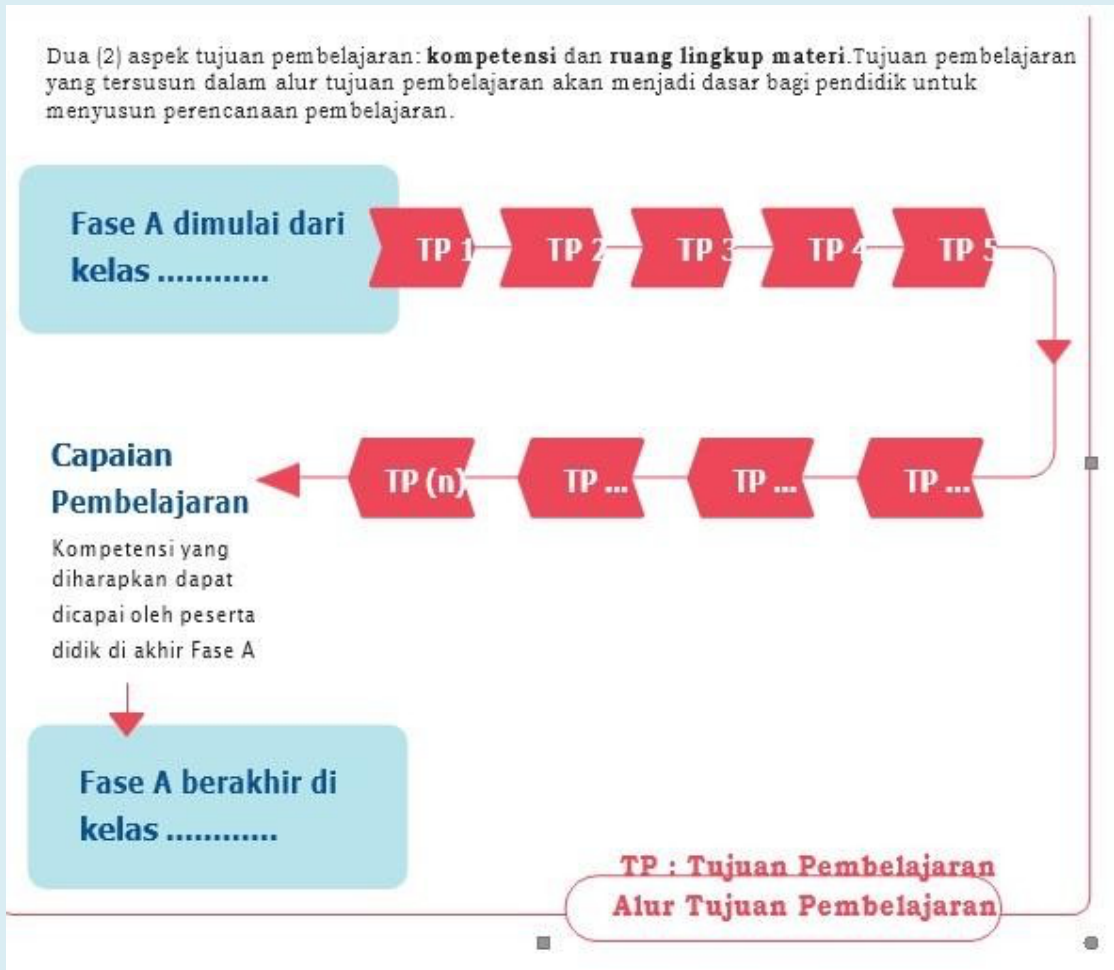 Dua (2) aspek tujuan pembelajaran: kompetensi dan ruang lingkup materi.Tujuan pembelajaran
yang tersusun dalam alur tujuan pembelajaran akan menjadi dasar bagi pendidik untuk
menyusun perencanaan pembelajaran.
Fase A dimulai dari
kelas ............
TP 1
TP 2
TP 3
TP 4
TP 5
TP ...
TP ...
TP ...
TP (n)
Capaian
Pembelajaran
Kompetensi yang
diharapkan dapat
dicapai oleh peserta
didik di akhir Fase A
Fase A berakhir di
kelas ............
TP : Tujuan Pembelajaran
Alur Tujuan Pembelajaran